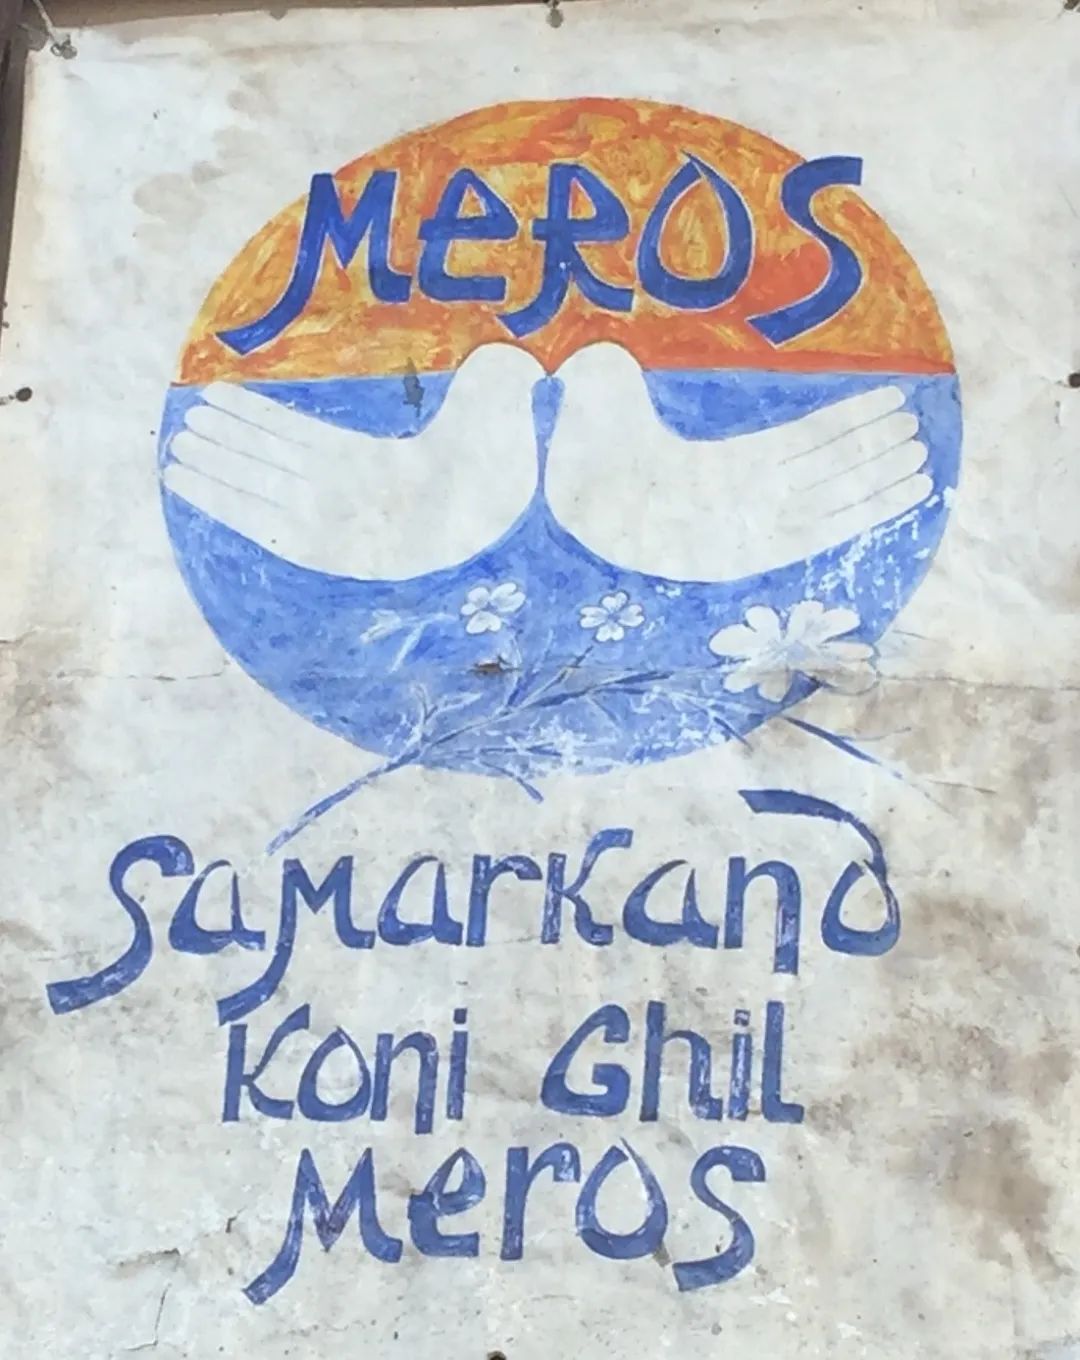 MEROS
Samarkand
Koni Ghil
Meros